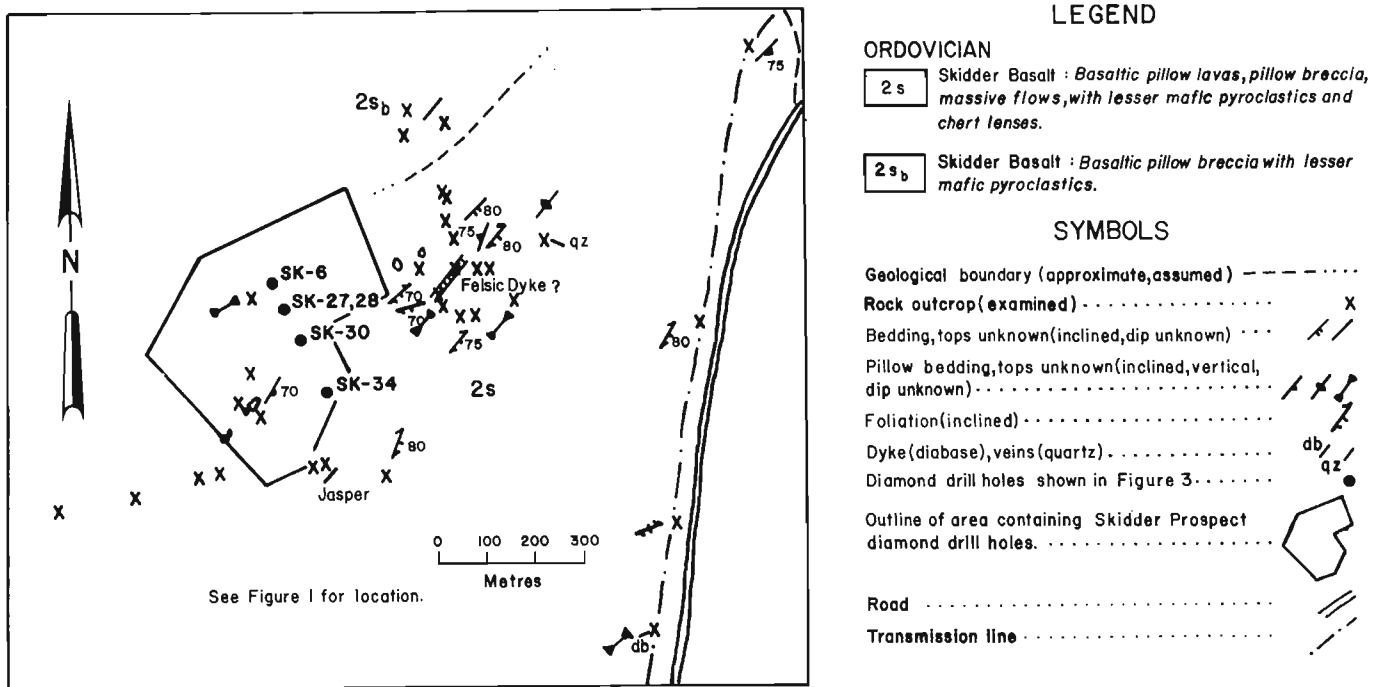 2s_b
75
N
SK-6
SK-27,28
SK-30
SK-34
80
75
80
qz
Felsic Dyke ?
70
70
75
80
70
2s
80
Jasper
0 100 200 300
Metres
See Figure 1 for location.
db
LEGEND
ORDOVICIAN
2s
Skidder Basalt : Basaltic pillow lavas, pillow breccia,
massive flows, with lesser mafic pyroclastics and
chert lenses.
2s_b
Skidder Basalt : Basaltic pillow breccia with lesser
mafic pyroclastics.
SYMBOLS
Geological boundary (approximate, assumed)
Rock outcrop (examined) X
Bedding, tops unknown (inclined, dip unknown)
Pillow bedding, tops unknown (inclined, vertical,
dip unknown)
Foliation (inclined)
Dyke (diabase), veins (quartz) db qz
Diamond drill holes shown in Figure 3
Outline of area containing Skidder Prospect
diamond drill holes.
Road
Transmission line